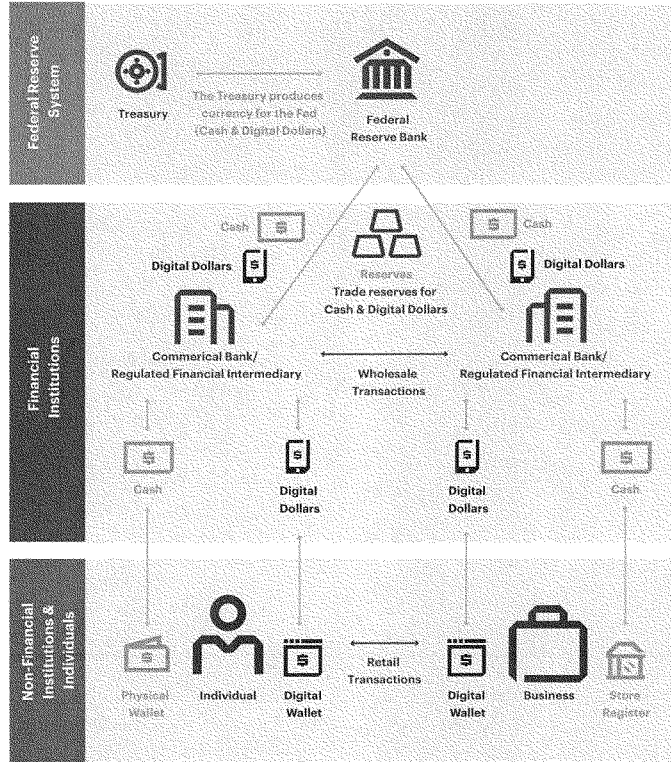 Federal Reserve
System
Treasury
The Treasury produces
currency for the Fed
(Cash & Digital Dollars)
Federal
Reserve Bank
Financial
Institutions
Cash
Digital Dollars
Commerical Bank/
Regulated Financial Intermediary
Reserves
Trade reserves for
Cash & Digital Dollars
Cash
Digital Dollars
Commerical Bank/
Regulated Financial Intermediary
Wholesale
Transactions
Cash
Digital
Dollars
Digital
Dollars
Cash
Non-Financial
Institutions &
Individuals
Physical
Wallet
Individual
Digital
Wallet
Retail
Transactions
Digital
Wallet
Business
Store
Register